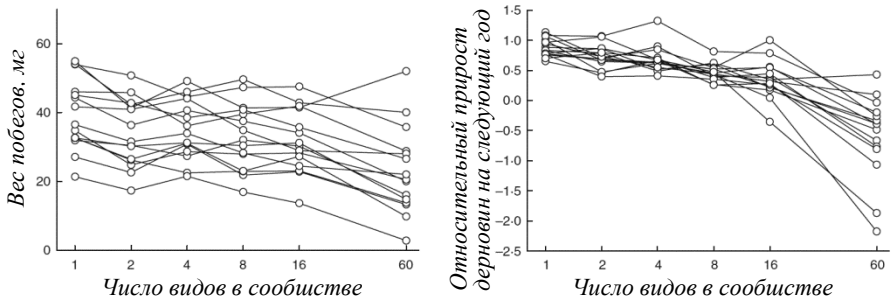 Вес побегов, мг
60
40
20
0
1 2 4 8 16 60
Число видов в сообщстве
Относительный прирост
дерновин на следующий год
1·5
1·0
0·5
0·0
−0·5
−1·0
−1·5
−2·0
−2·5
1 2 4 8 16 60
Число видов в сообщстве